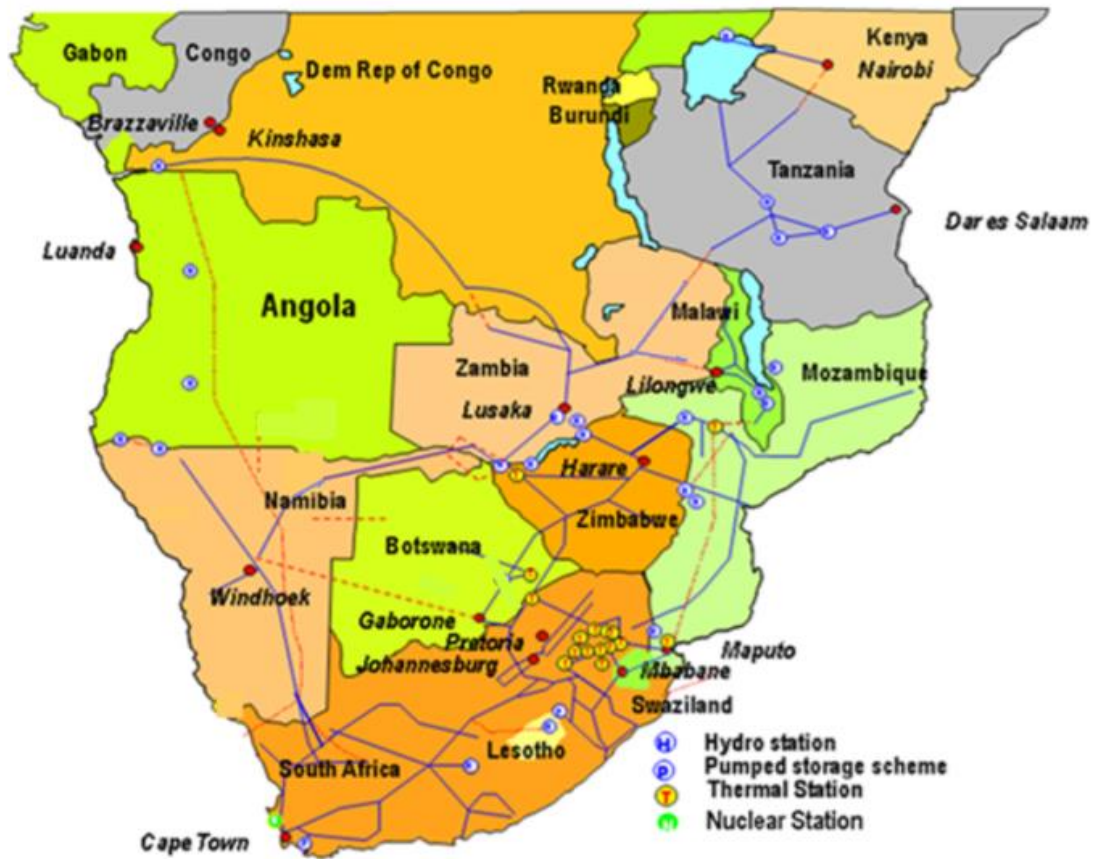 Gabon
Congo
Dem Rep of Congo
Kenya
Nairobi
Rwanda
Burundi
Brazzaville
Kinshasa
Tanzania
Dar es Salaam
Luanda
Angola
Malawi
Zambia
Lilongwe
Mozambique
Lusaka
Harare
Namibia
Zimbabwe
Botswana
Windhoek
Gaborone
Pretoria
Johannesburg
Maputo
Mbabane
Swaziland
Lesotho
South Africa
Cape Town
H Hydro station
P Pumped storage scheme
T Thermal Station
N Nuclear Station